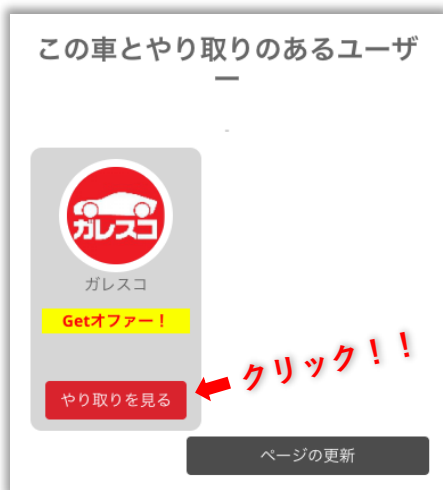 この車とやり取りのあるユーザ
ー
ガレスコ
ガレスコ
Getオファー！
やり取りを見る
クリック！！
ページの更新